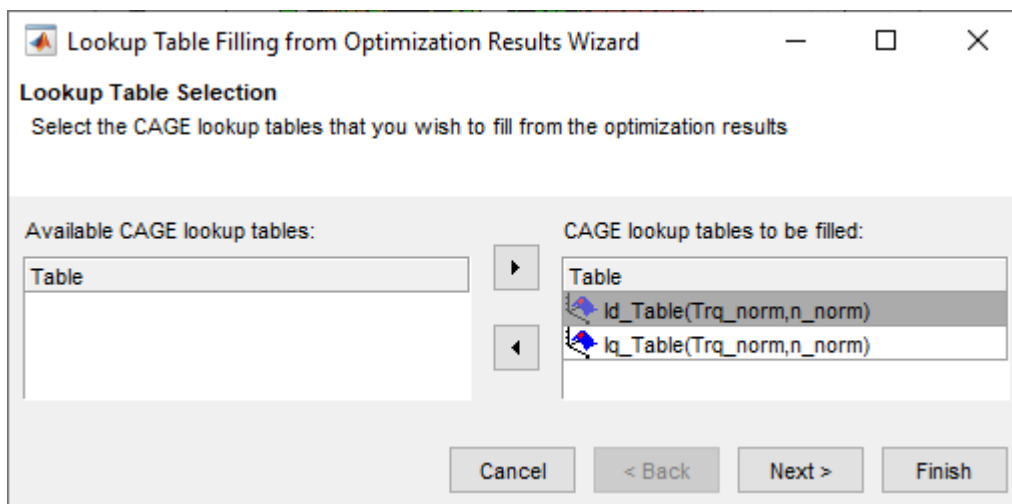 Lookup Table Filling from Optimization Results Wizard
Lookup Table Selection
Select the CAGE lookup tables that you wish to fill from the optimization results
Available CAGE lookup tables:
Table
CAGE lookup tables to be filled:
Table
Id_Table(Trq_norm,n_norm)
Iq_Table(Trq_norm,n_norm)
Cancel
< Back
Next >
Finish